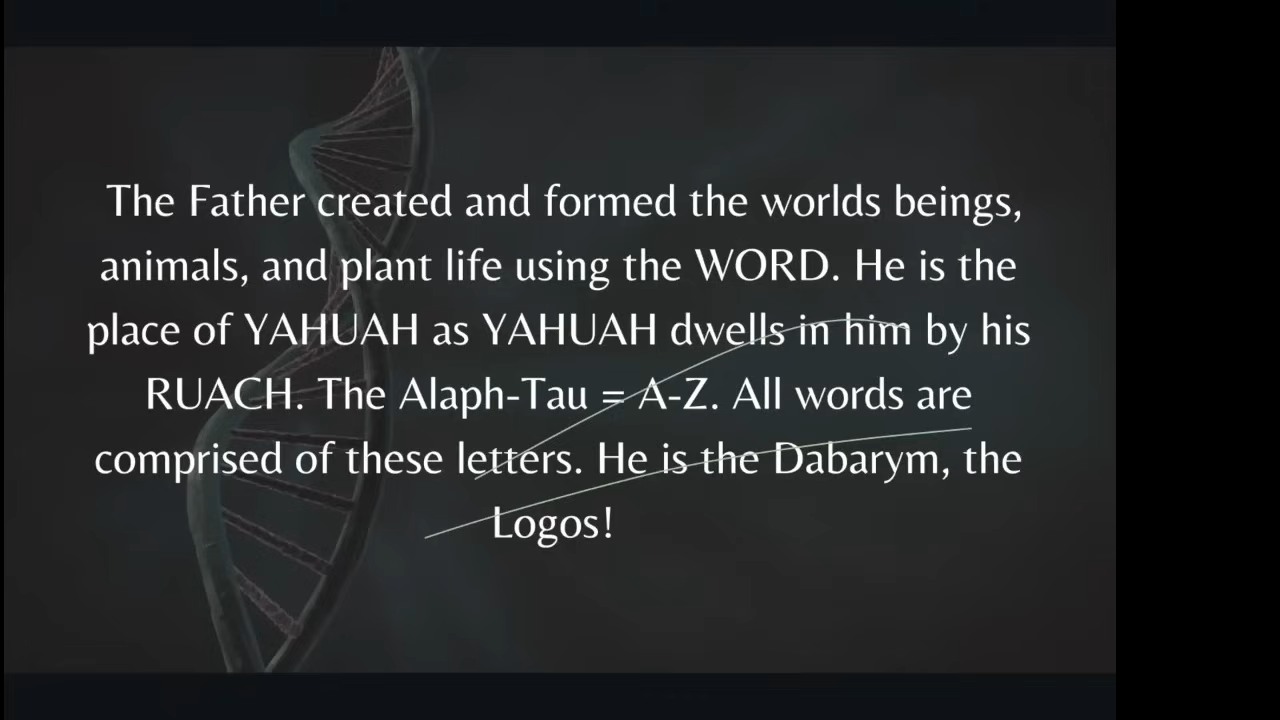 The Father created and formed the worlds beings,
animals, and plant life using the WORD. He is the
place of YAHUAH as YAHUAH dwells in him by his
RUACH. The Alaph-Tau = A-Z. All words are
comprised of these letters. He is the Dabarym, the
Logos!